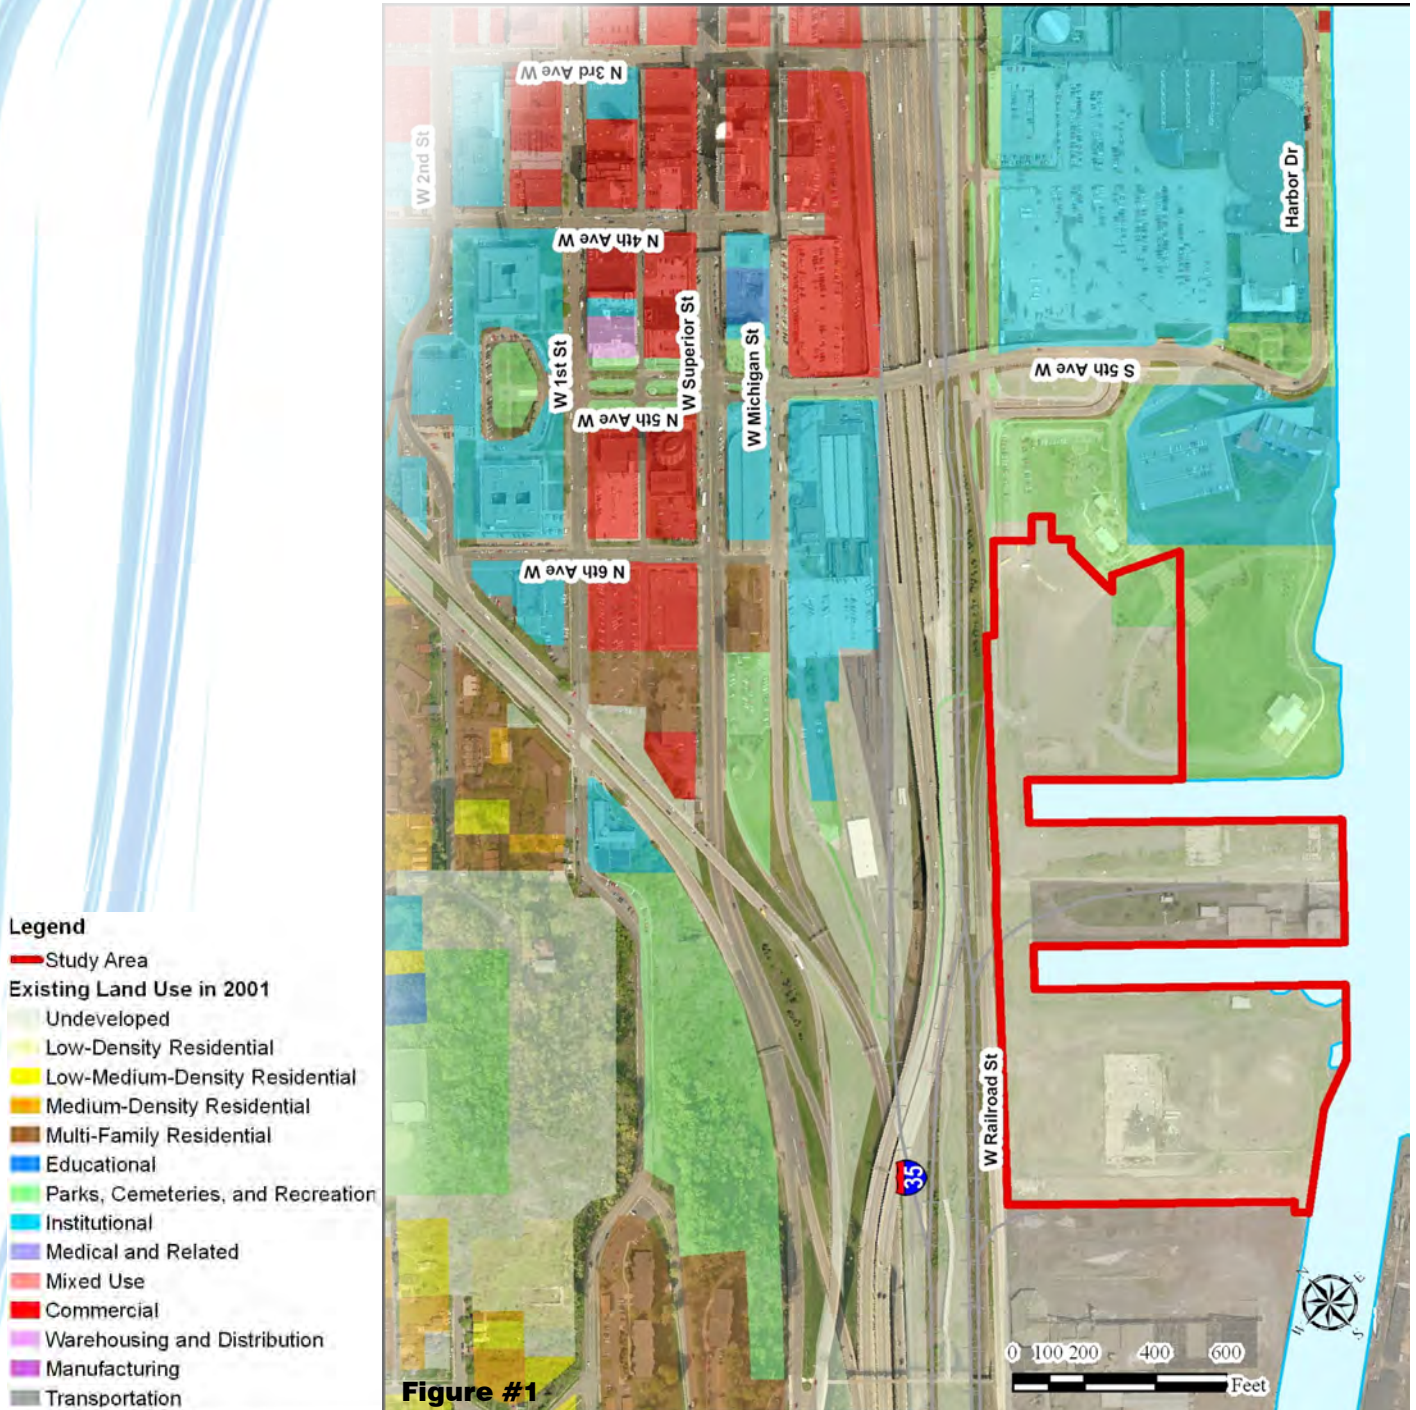 N 3rd Ave W
W 2nd St
Harbor Dr
N 4th Ave W
W 1st St
W Superior St
W Michigan St
S 5th Ave W
N 5th Ave W
N 6th Ave W
Legend
Study Area
Existing Land Use in 2001
Undeveloped
Low-Density Residential
Low-Medium-Density Residential
Medium-Density Residential
Multi-Family Residential
Educational
Parks, Cemeteries, and Recreation
Institutional
Medical and Related
Mixed Use
Commercial
Warehousing and Distribution
Manufacturing
Transportation
W Railroad St
35
N
E
W
S
0 100 200 400 600
Feet
Figure #1